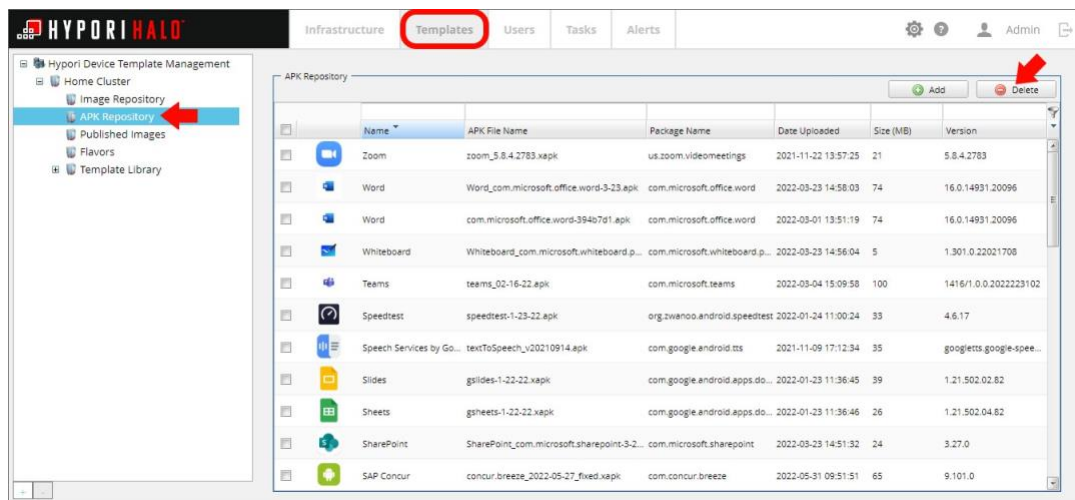 HYPORI HALO
Infrastructure Templates Users Tasks Alerts Admin
Hypori Device Template Management
Home Cluster
Image Repository
APK Repository
Published Images
Flavors
Template Library
APK Repository
Add Delete
Name APK File Name Package Name Date Uploaded Size (MB) Version
Zoom zoom_5.8.4.2783.xapk us.zoom.videomeetings 2021-11-22 13:57:25 21 5.8.4.2783
Word Word_com.microsoft.office.word-3-23.apk com.microsoft.office.word 2022-03-23 14:58:03 74 16.0.14931.20096
Word com.microsoft.office.word-394b7d1.apk com.microsoft.office.word 2022-03-01 13:51:19 74 16.0.14931.20096
Whiteboard Whiteboard_com.microsoft.whiteboard.p... com.microsoft.whiteboard.p... 2022-03-23 14:56:04 5 1.301.0.22021708
Teams teams_02-16-22.apk com.microsoft.teams 2022-03-04 15:09:58 100 1416/1.0.0.2022223102
Speedtest speedtest-1-23-22.apk org.zwanoo.android.speedtest 2022-01-24 11:00:24 33 4.6.17
Speech Services by Go... textToSpeech_v20210914.apk com.google.android.tts 2021-11-09 17:12:34 35 googletts.google-spee...
Slides gslides-1-22-22.xapk com.google.android.apps.do... 2022-01-23 11:36:45 39 1.21.502.02.82
Sheets gsheets-1-22-22.xapk com.google.android.apps.do... 2022-01-23 11:36:46 26 1.21.502.04.82
SharePoint SharePoint_com.microsoft.sharepoint-3-2... com.microsoft.sharepoint 2022-03-23 14:51:32 24 3.27.0
SAP Concur concur.breeze_2022-05-27_fixed.xapk com.concur.breeze 2022-05-31 09:51:51 65 9.101.0